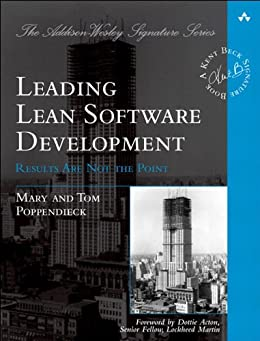 The Addison Wesley Signature Series
A KENT BECK SIGNATURE BOOK
LEADING
LEAN SOFTWARE
DEVELOPMENT
RESULTS ARE NOT THE POINT
MARY AND TOM
POPPENDIECK
Foreword by Dottie Acton,
Senior Fellow, Lockheed Martin